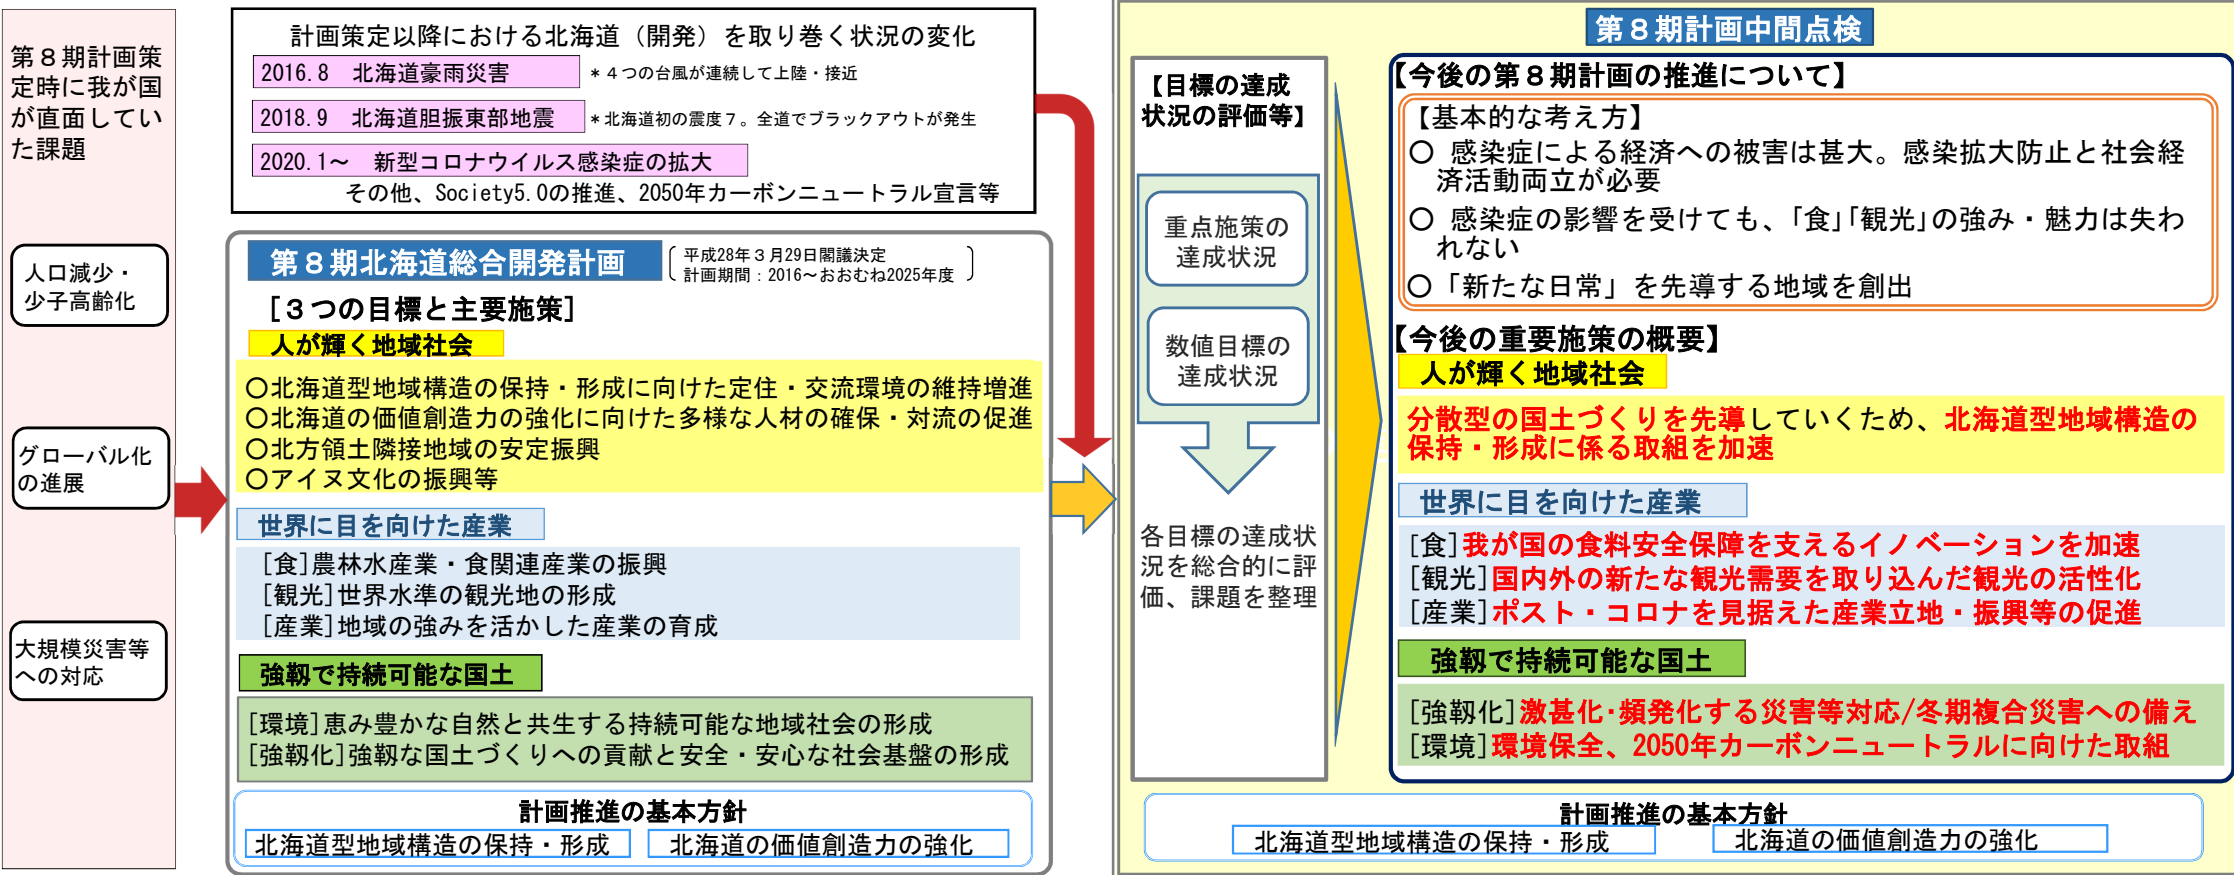 第８期計画策
定時に我が国
が直面してい
た課題
人口減少・
少子高齢化
グローバル化
の進展
大規模災害等
への対応
計画策定以降における北海道（開発）を取り巻く状況の変化
2016.8　北海道豪雨災害
＊４つの台風が連続して上陸・接近
2018.9　北海道胆振東部地震
＊北海道初の震度７。全道でブラックアウトが発生
2020.1～　新型コロナウイルス感染症の拡大
その他、Society5.0の推進、2050年カーボンニュートラル宣言等
第８期北海道総合開発計画
平成28年３月29日閣議決定
計画期間：2016～おおむね2025年度
［３つの目標と主要施策］
人が輝く地域社会
○北海道型地域構造の保持・形成に向けた定住・交流環境の維持増進
○北海道の価値創造力の強化に向けた多様な人材の確保・対流の促進
○北方領土隣接地域の安定振興
○アイヌ文化の振興等
世界に目を向けた産業
[食]農林水産業・食関連産業の振興
[観光]世界水準の観光地の形成
[産業]地域の強みを活かした産業の育成
強靱で持続可能な国土
[環境]恵み豊かな自然と共生する持続可能な地域社会の形成
[強靱化]強靱な国土づくりへの貢献と安全・安心な社会基盤の形成
計画推進の基本方針
北海道型地域構造の保持・形成
北海道の価値創造力の強化
第８期計画中間点検
【目標の達成
状況の評価等】
重点施策の
達成状況
数値目標の
達成状況
各目標の達成状
況を総合的に評
価、課題を整理
【今後の第８期計画の推進について】
【基本的な考え方】
○ 感染症による経済への被害は甚大。感染拡大防止と社会経
済活動両立が必要
○ 感染症の影響を受けても、「食」「観光」の強み・魅力は失わ
れない
○「新たな日常」を先導する地域を創出
【今後の重要施策の概要】
人が輝く地域社会
分散型の国土づくりを先導していくため、北海道型地域構造の
保持・形成に係る取組を加速
世界に目を向けた産業
[食]我が国の食料安全保障を支えるイノベーションを加速
[観光]国内外の新たな観光需要を取り込んだ観光の活性化
[産業]ポスト・コロナを見据えた産業立地・振興等の促進
強靱で持続可能な国土
[強靱化]激甚化･頻発化する災害等対応/冬期複合災害への備え
[環境]環境保全、2050年カーボンニュートラルに向けた取組
計画推進の基本方針
北海道型地域構造の保持・形成
北海道の価値創造力の強化